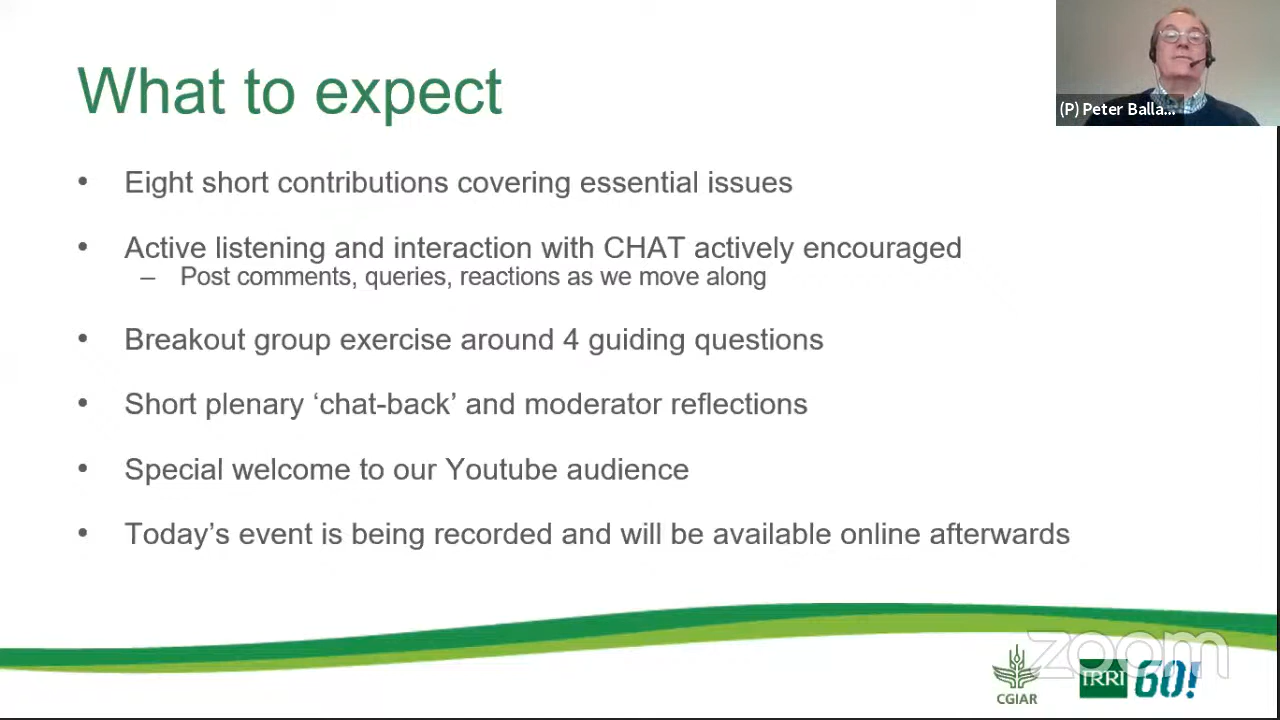 What to expect
(P) Peter Balla...
• Eight short contributions covering essential issues
• Active listening and interaction with CHAT actively encouraged
– Post comments, queries, reactions as we move along
• Breakout group exercise around 4 guiding questions
• Short plenary ‘chat-back’ and moderator reflections
• Special welcome to our Youtube audience
• Today’s event is being recorded and will be available online afterwards
zoom
CGIAR
IRRI 60!